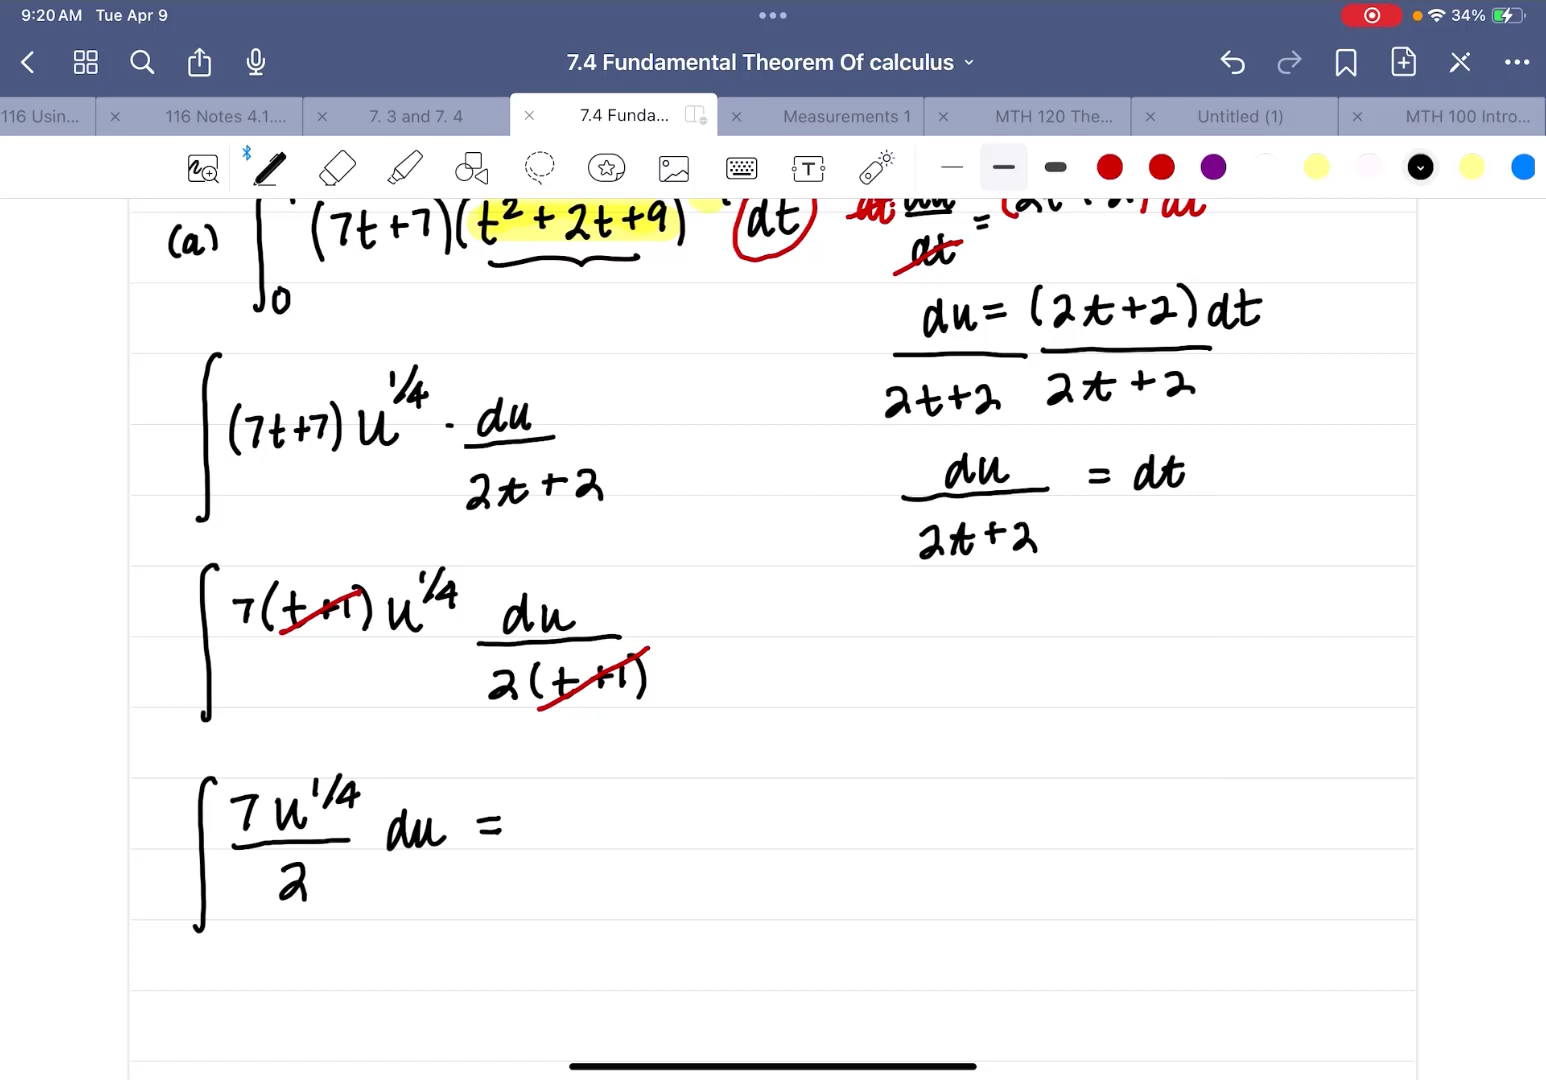 9:20 AM Tue Apr 9
34%
7.4 Fundamental Theorem Of calculus
116 Usin... 116 Notes 4.1.... 7. 3 and 7. 4 7.4 Funda... Measurements 1 MTH 120 The... Untitled (1) MTH 100 Intro...
(a) ∫ 0 (7t+7)(t² + 2t+9) dt
dt =
du = (2t+2)dt
2t+2 2t+2
du/(2t+2) = dt
∫ (7t+7) u^1/4 · du/(2t+2)
∫ 7(t+1) u^1/4 du/(2(t+1))
∫ 7u^1/4/2 du =